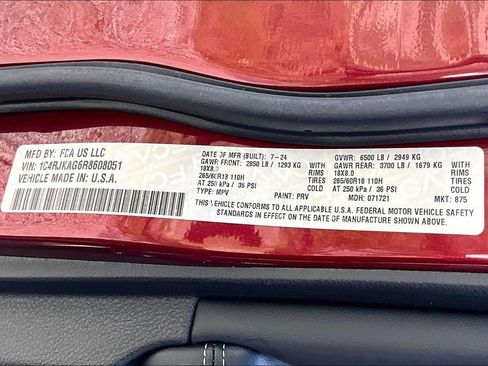 MFD BY: FCA US LLC
VIN: 1C4RJKAG6R8608051
VEHICLE MADE IN: U.S.A.
DATE OF MFR (BUILT): 7-24 GVWR: 6500 LB / 2949 KG
GAWR FRONT: 2850 LB / 1293 KG WITH GAWR REAR: 3700 LB / 1679 KG WITH
18X8.0 RIMS 18X8.0 RIMS
265/60R18 110H TIRES 265/60R18 110H TIRES
AT 250 kPa / 36 PSI COLD AT 250 kPa / 36 PSI COLD
TYPE: MPV PAINT: PRV MDH: 071721 MKT: 875
THIS VEHICLE CONFORMS TO ALL APPLICABLE U.S.A. FEDERAL MOTOR VEHICLE SAFETY
STANDARDS IN EFFECT ON THE DATE OF MANUFACTURE SHOWN ABOVE.